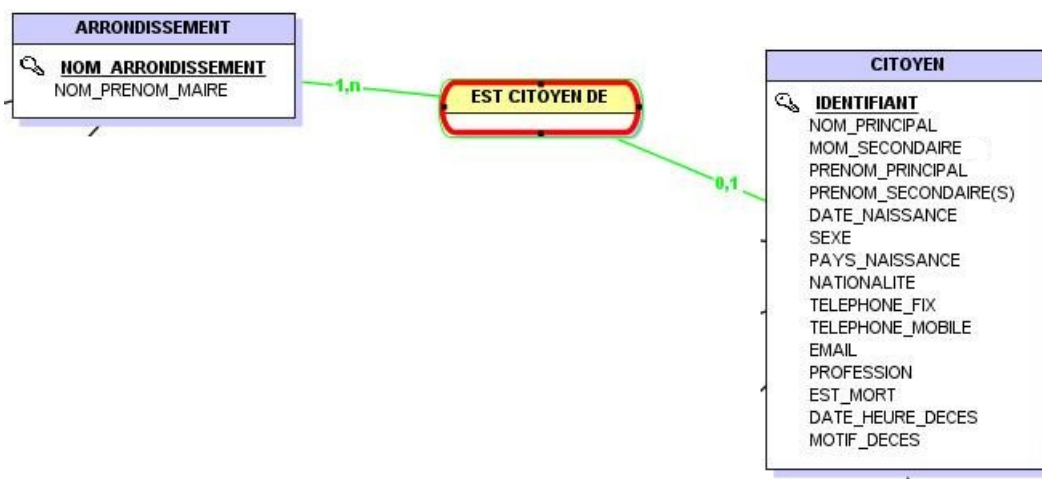 ARRONDISSEMENT
NOM_ARRONDISSEMENT
NOM_PRENOM_MAIRE
1,n
EST CITOYEN DE
0,1
CITOYEN
IDENTIFIANT
NOM_PRINCIPAL
MOM_SECONDAIRE
PRENOM_PRINCIPAL
PRENOM_SECONDAIRE(S)
DATE_NAISSANCE
SEXE
PAYS_NAISSANCE
NATIONALITE
TELEPHONE_FIX
TELEPHONE_MOBILE
EMAIL
PROFESSION
EST_MORT
DATE_HEURE_DECES
MOTIF_DECES